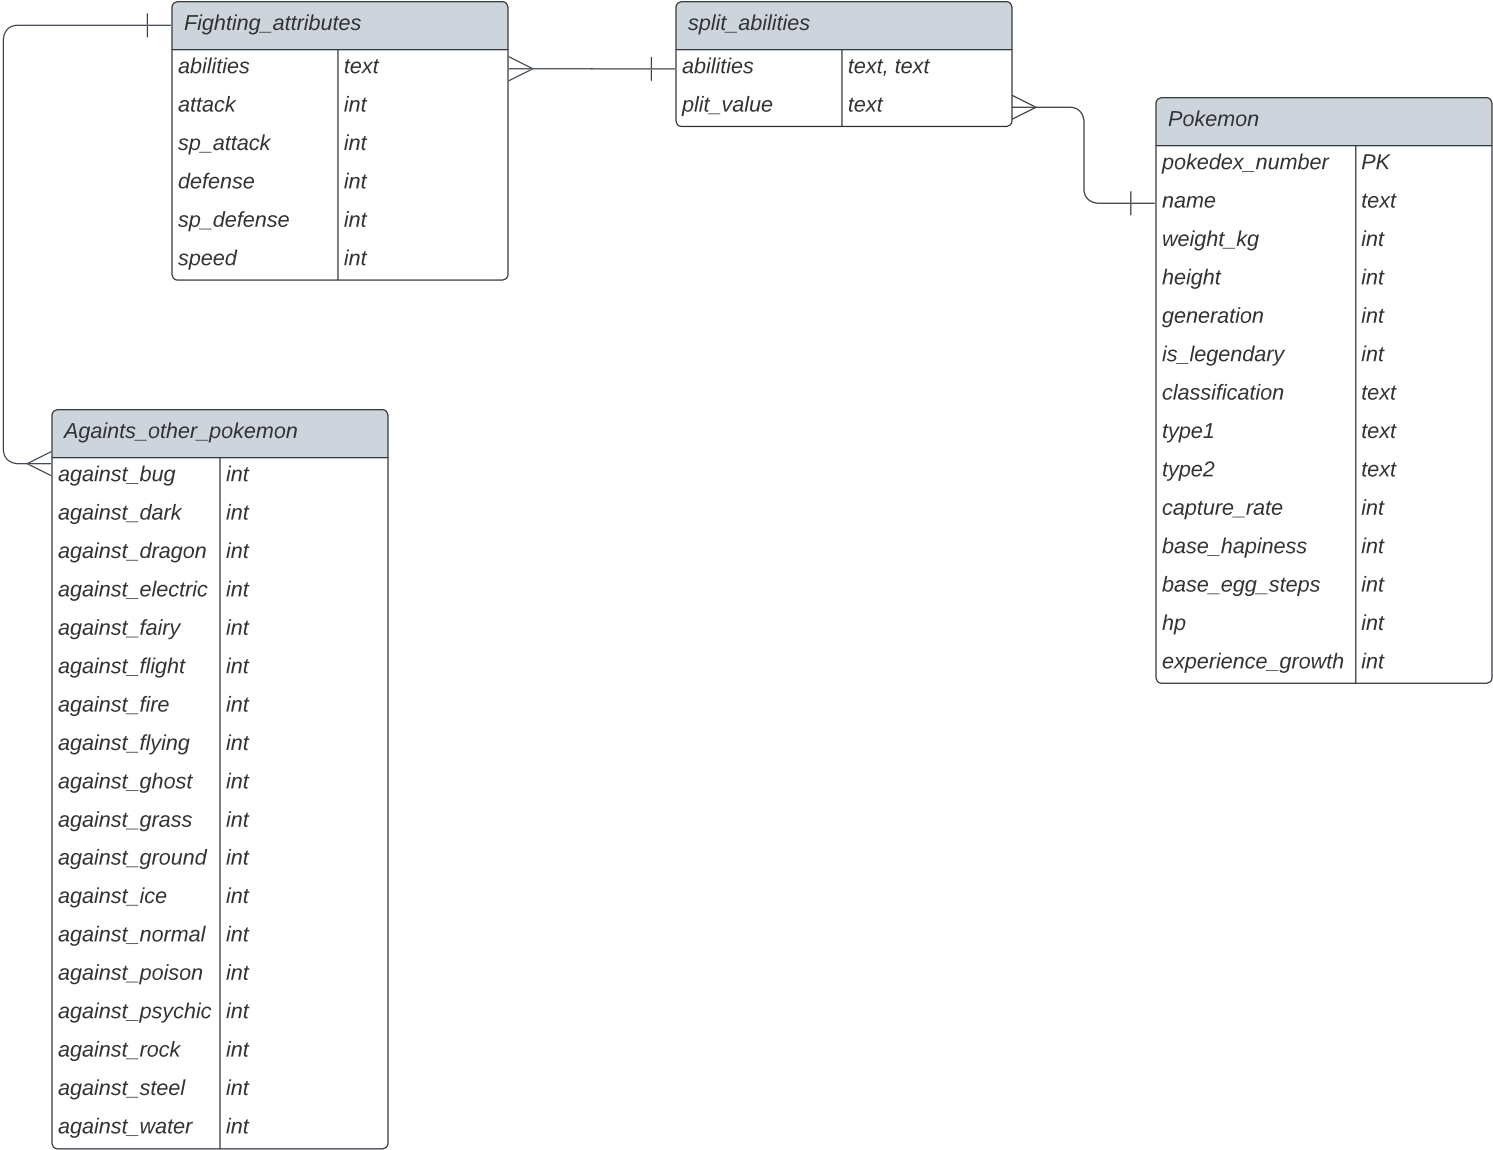 Fighting_attributes
abilities text
attack int
sp_attack int
defense int
sp_defense int
speed int
split_abilities
abilities text, text
plit_value text
Pokemon
pokedex_number PK
name text
weight_kg int
height int
generation int
is_legendary int
classification text
type1 text
type2 text
capture_rate int
base_hapiness int
base_egg_steps int
hp int
experience_growth int
Againts_other_pokemon
against_bug int
against_dark int
against_dragon int
against_electric int
against_fairy int
against_flight int
against_fire int
against_flying int
against_ghost int
against_grass int
against_ground int
against_ice int
against_normal int
against_poison int
against_psychic int
against_rock int
against_steel int
against_water int